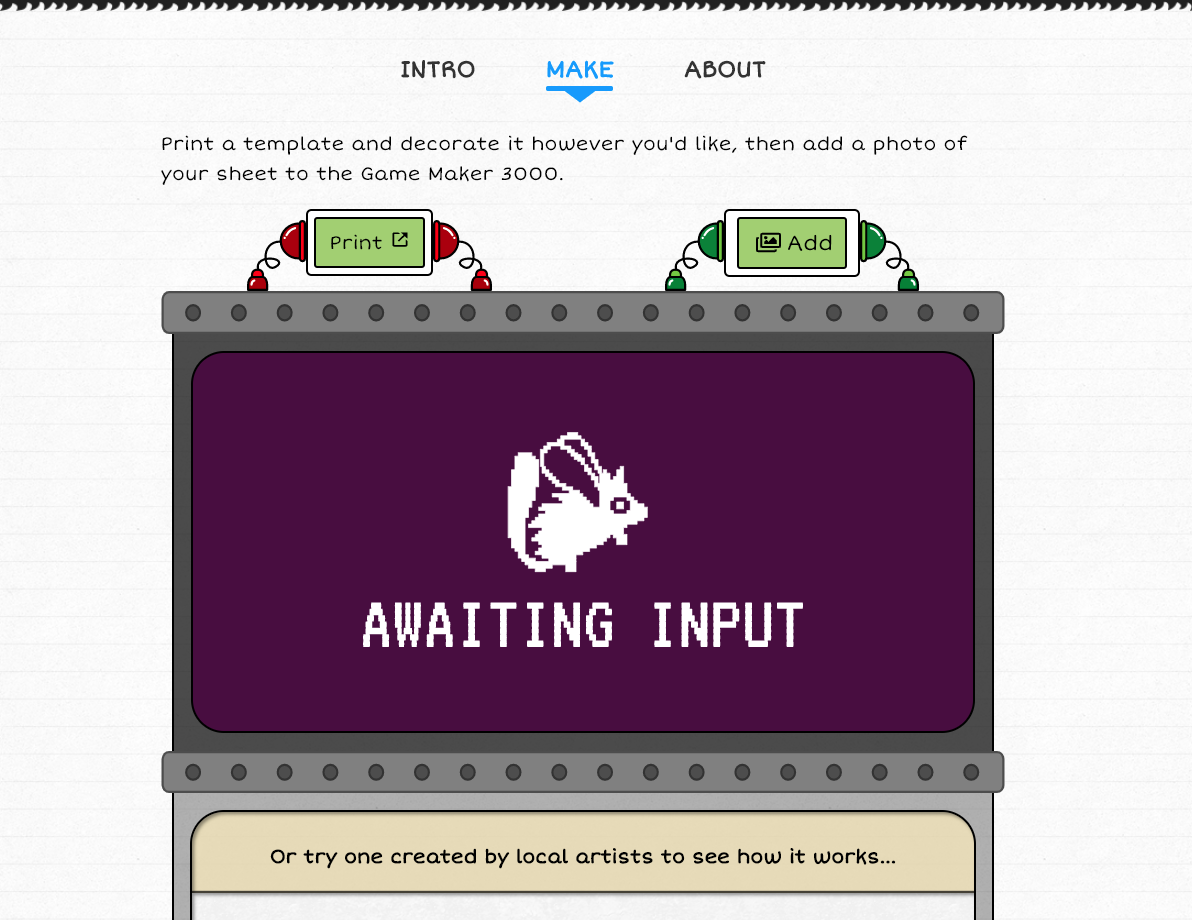 INTRO MAKE ABOUT
Print a template and decorate it however you'd like, then add a photo of
your sheet to the Game Maker 3000.
Print Add
AWAITING INPUT
Or try one created by local artists to see how it works...